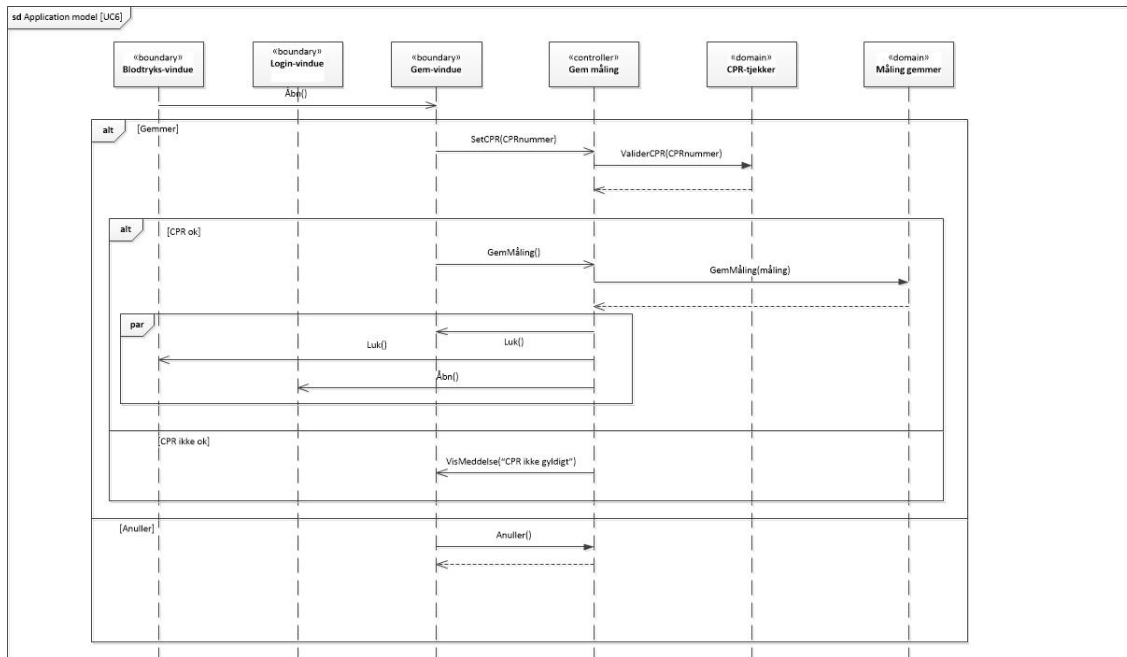 sd Application model [UC6]
«boundary»
Blodtryks-vindue
«boundary»
Login-vindue
«boundary»
Gem-vindue
«controller»
Gem måling
«domain»
CPR-tjekker
«domain»
Måling gemmer
Åbn()
alt
[Gemmer]
SetCPR(CPRnummer)
ValiderCPR(CPRnummer)
alt
[CPR ok]
GemMåling()
GemMåling(måling)
par
Luk()
Luk()
Åbn()
[CPR ikke ok]
VisMeddelse("CPR ikke gyldigt")
[Anuller]
Anuller()